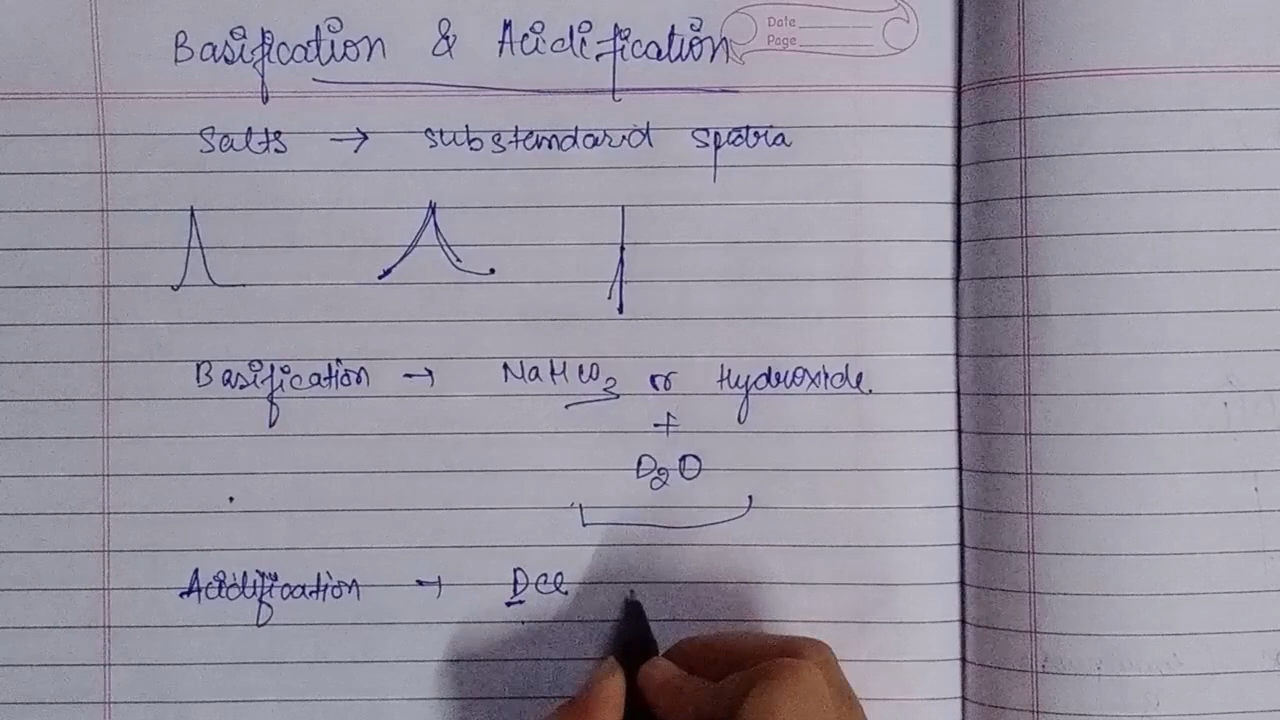 Basification & Acidification
Date
Page
Salts → substandard spectra
Basification → NaHCO3 or Hydroxide.
+
D2O
Acidification → DCl